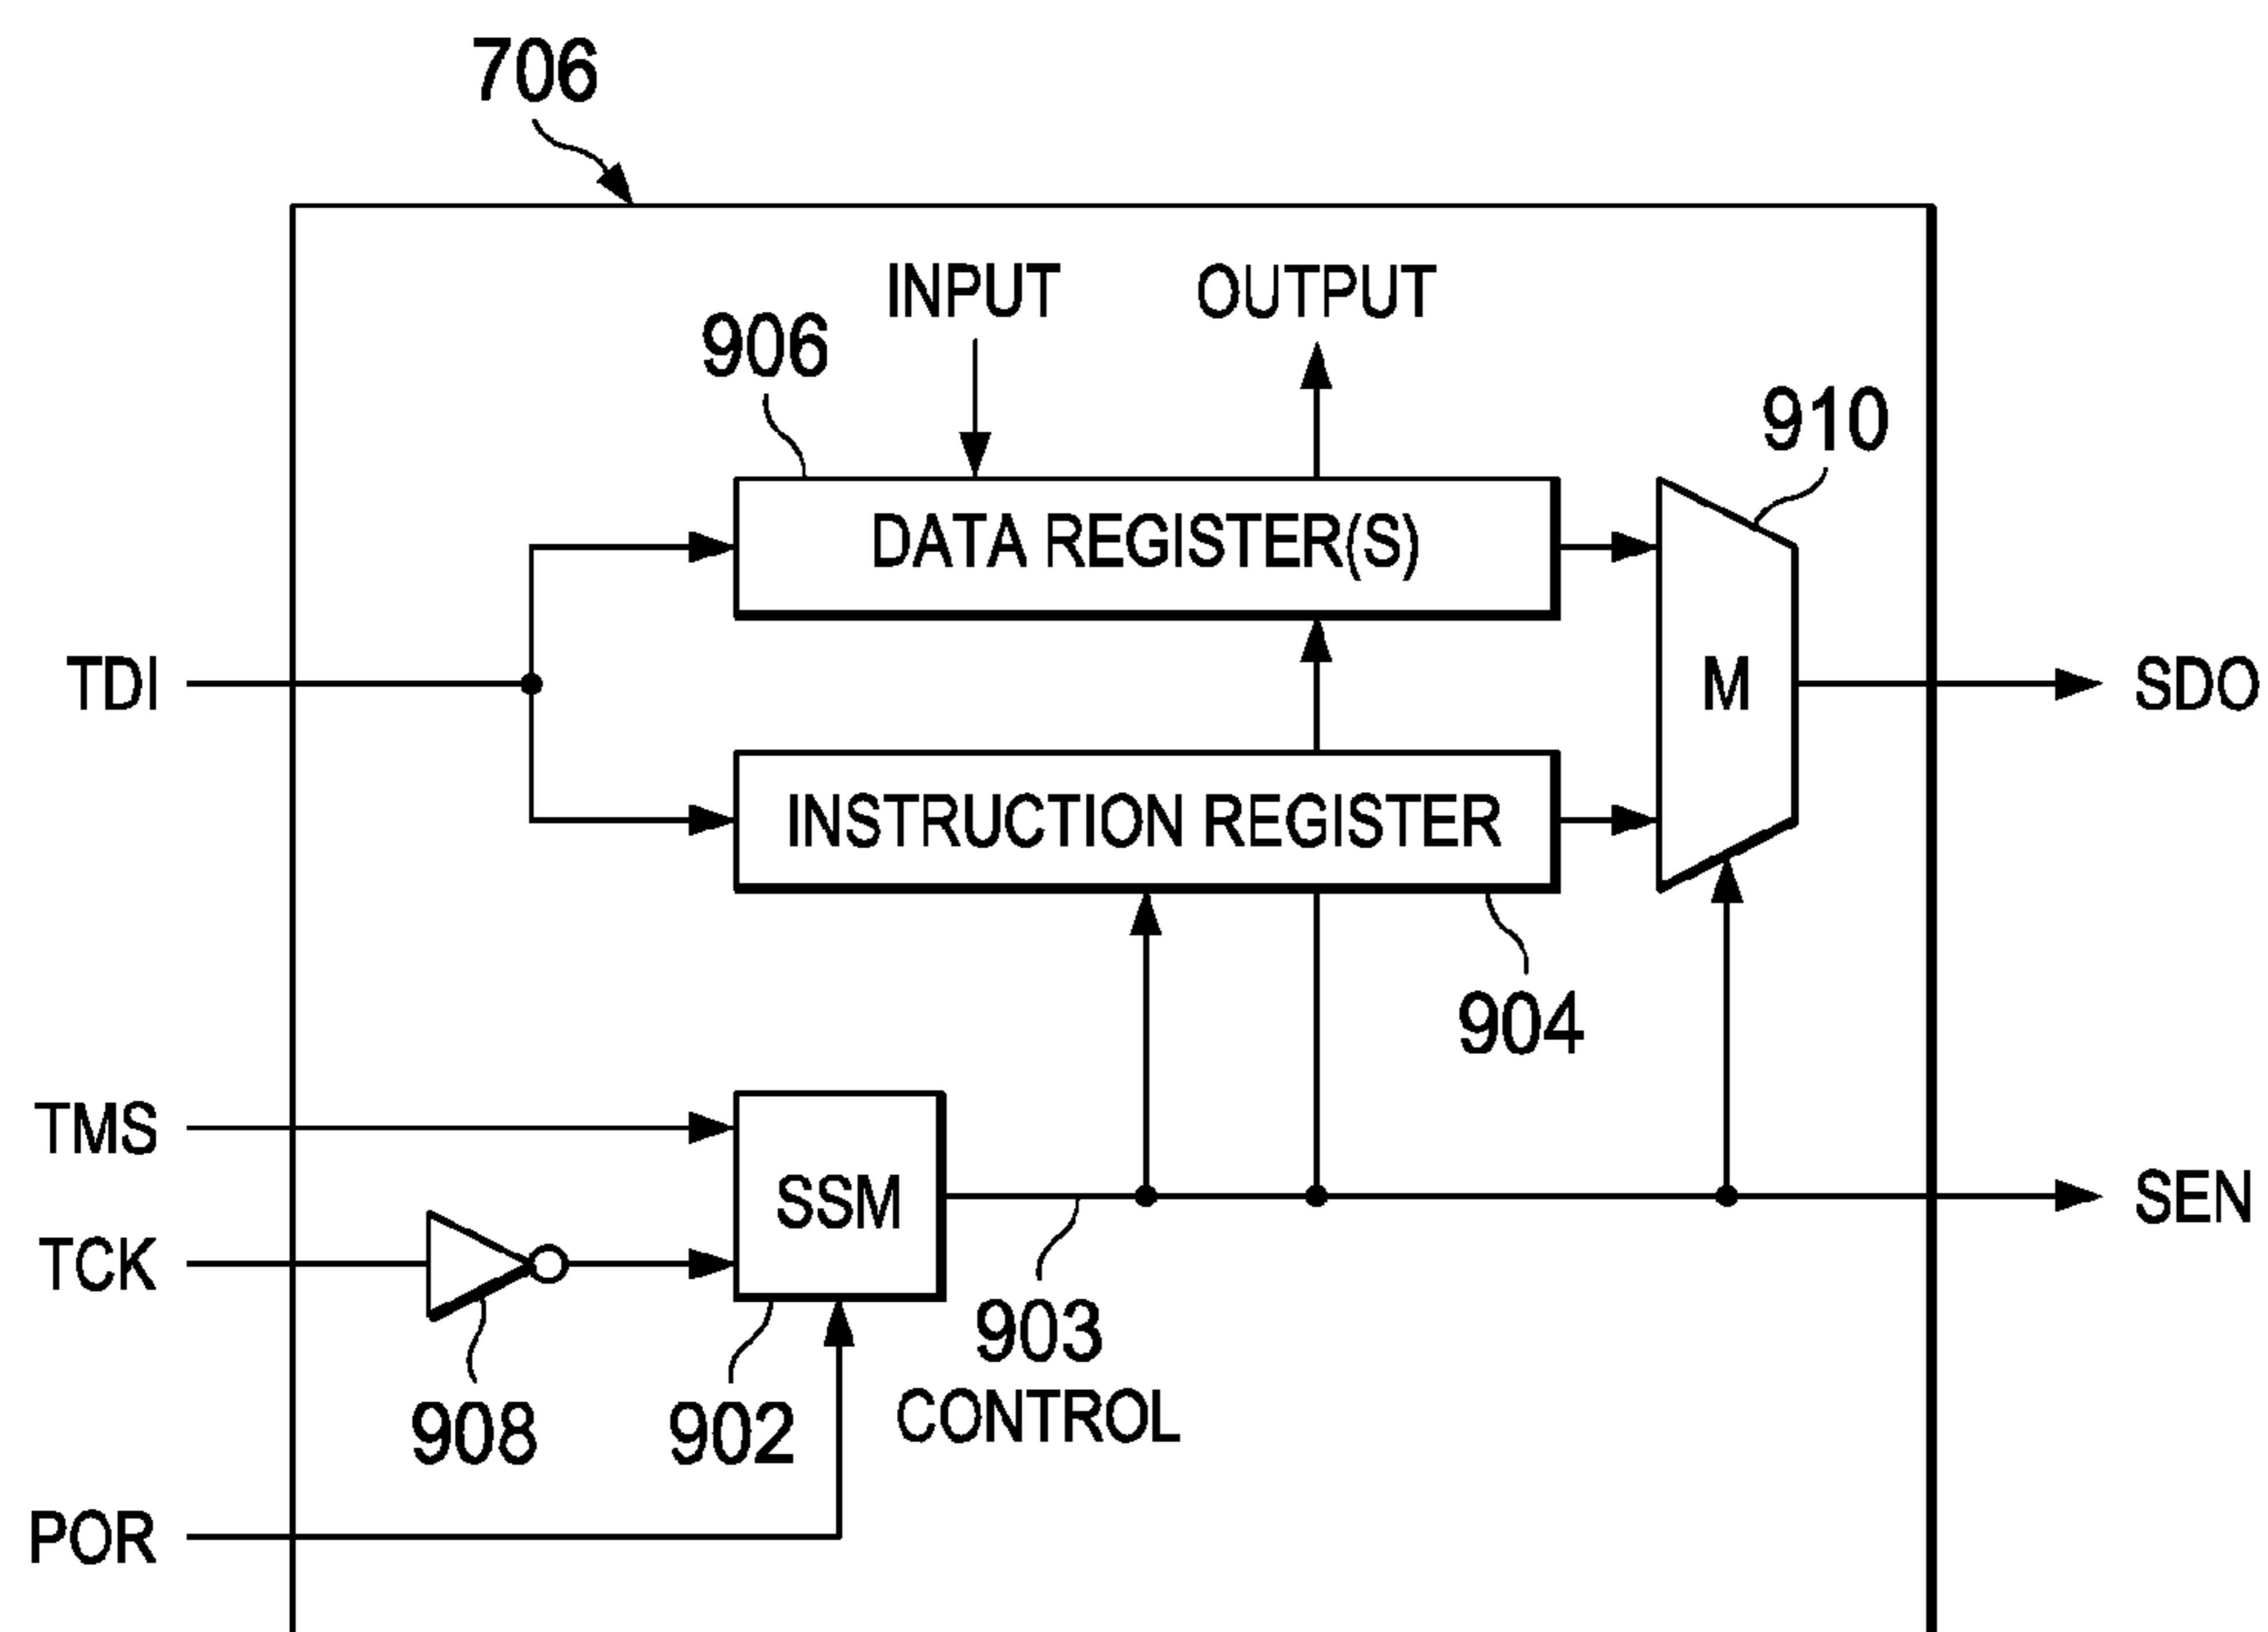 706
INPUT
OUTPUT
906
910
DATA REGISTER(S)
TDI
M
SDO
INSTRUCTION REGISTER
904
TMS
SSM
SEN
TCK
903
CONTROL
908
902
POR